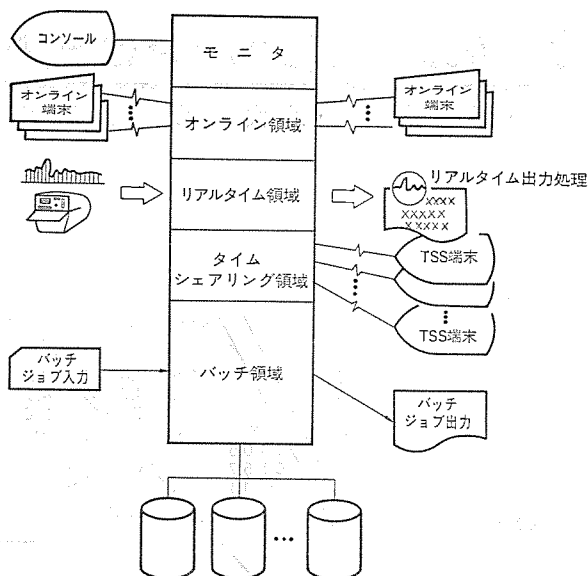 コンソール
モニタ
オンライン
端末
オンライン領域
オンライン
端末
リアルタイム領域
リアルタイム出力処理
XXXX
XXXXX
XXXXX
タイム
シェアリング領域
TSS端末
TSS端末
バッチ
ジョブ入力
バッチ領域
バッチ
ジョブ出力